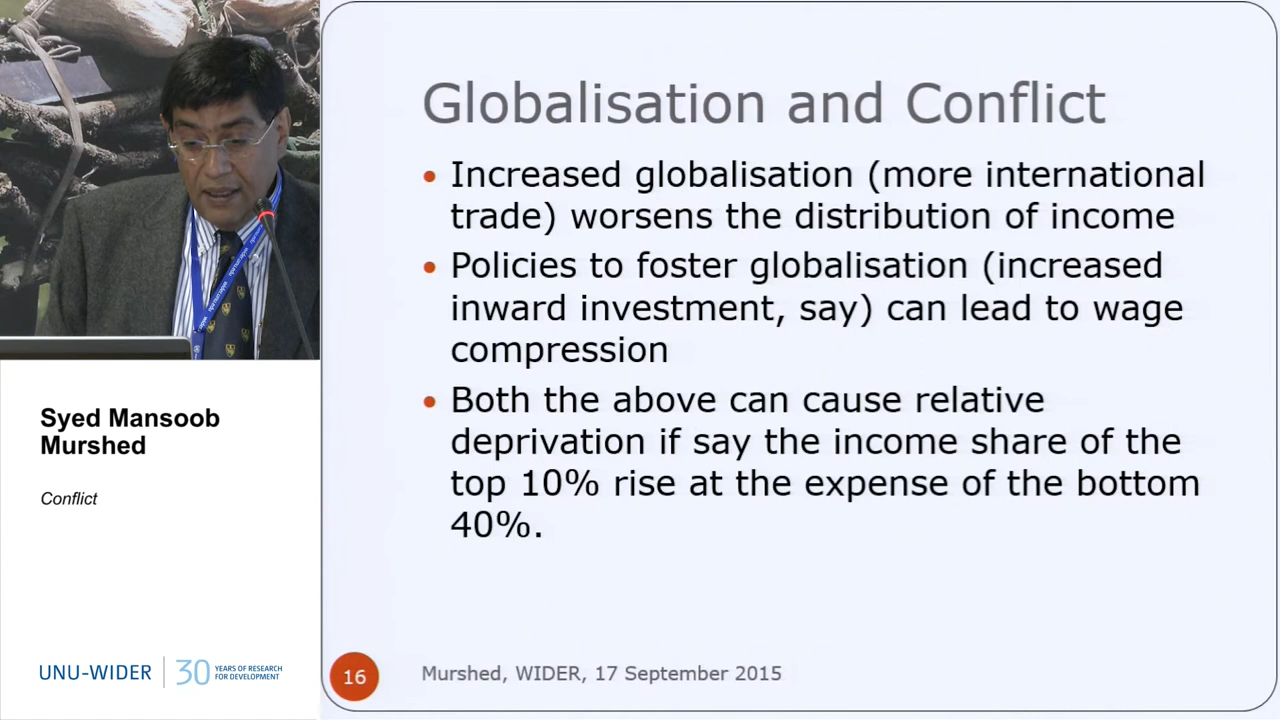 Globalisation and Conflict
• Increased globalisation (more international
trade) worsens the distribution of income
• Policies to foster globalisation (increased
inward investment, say) can lead to wage
compression
• Both the above can cause relative
deprivation if say the income share of the
top 10% rise at the expense of the bottom
40%.
Syed Mansoob
Murshed
Conflict
UNU-WIDER
30
YEARS OF RESEARCH
FOR DEVELOPMENT
16
Murshed, WIDER, 17 September 2015